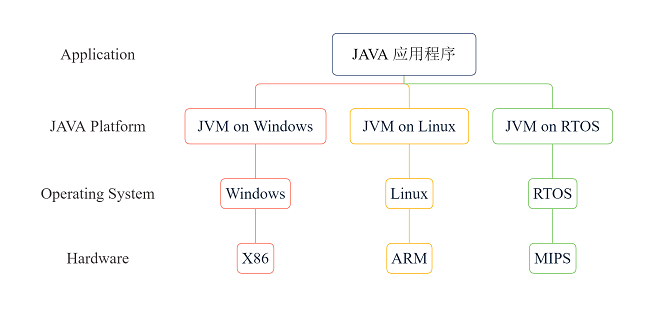 Application
JAVA 应用程序
JAVA Platform
JVM on Windows
JVM on Linux
JVM on RTOS
Operating System
Windows
Linux
RTOS
Hardware
X86
ARM
MIPS